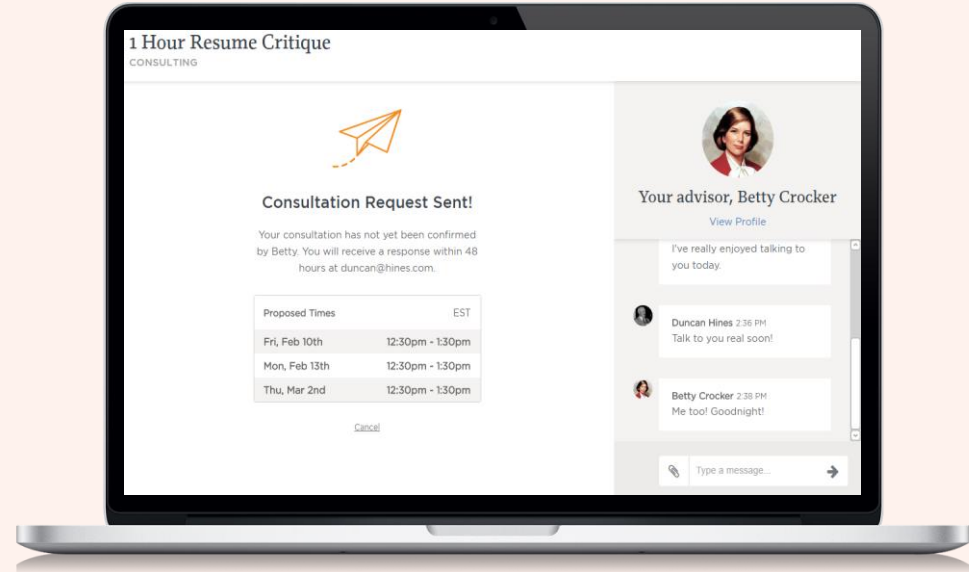 1 Hour Resume Critique
CONSULTING
Consultation Request Sent!
Your consultation has not yet been confirmed
by Betty. You will receive a response within 48
hours at duncan@hines.com.
Proposed Times EST
Fri, Feb 10th 12:30pm - 1:30pm
Mon, Feb 13th 12:30pm - 1:30pm
Thu, Mar 2nd 12:30pm - 1:30pm
Cancel
Your advisor, Betty Crocker
View Profile
I've really enjoyed talking to
you today.
Duncan Hines 2:36 PM
Talk to you real soon!
Betty Crocker 2:38 PM
Me too! Goodnight!
Type a message...